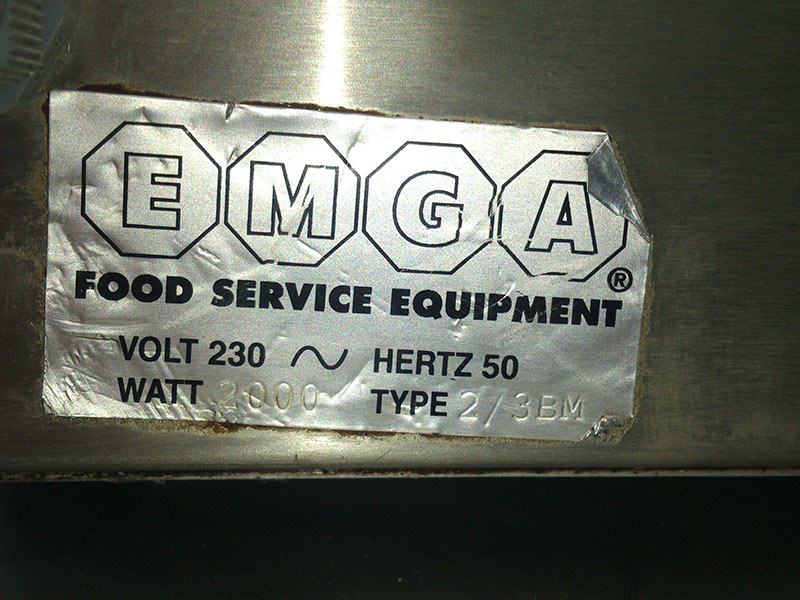 EMGA®
FOOD SERVICE EQUIPMENT
VOLT 230 ~ HERTZ 50
WATT 2000 TYPE 2/3BM